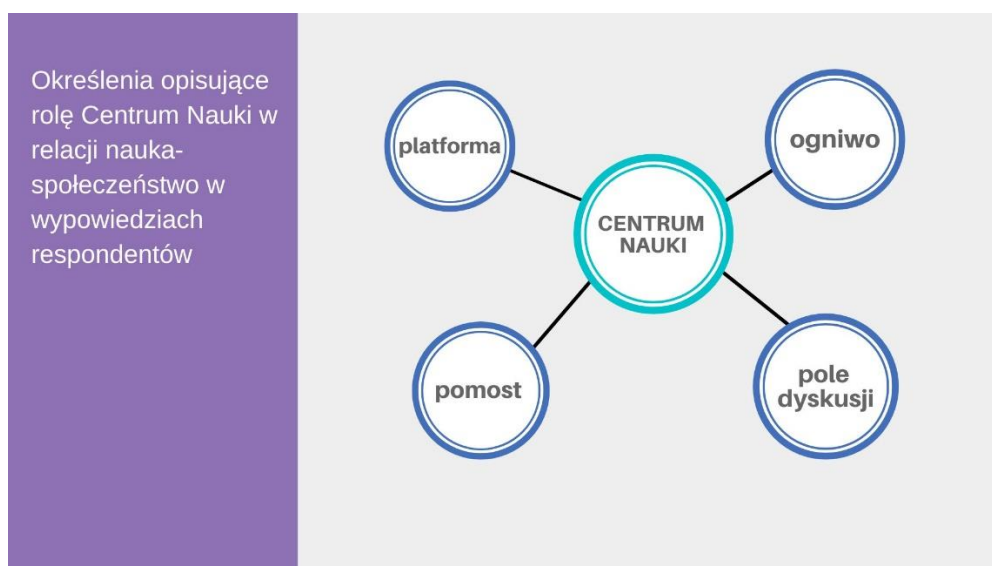 Określenia opisujące
rolę Centrum Nauki w
relacji nauka-
społeczeństwo w
wypowiedziach
respondentów
platforma
ogniwo
CENTRUM
NAUKI
pomost
pole
dyskusji